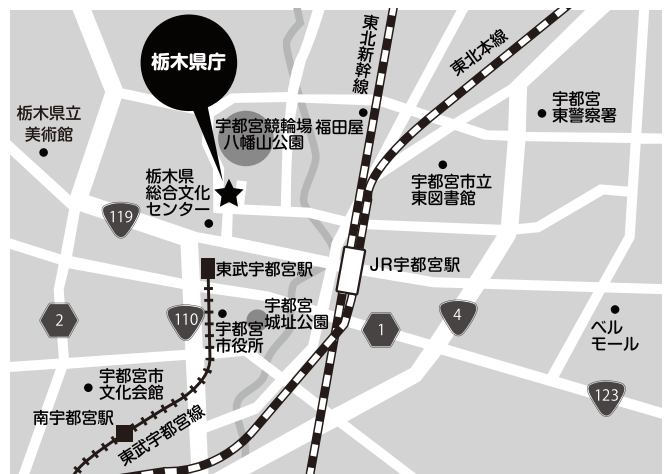 東北新幹線
東北本線
栃木県庁
栃木県立
美術館
宇都宮競輪場
八幡山公園
福田屋
宇都宮
東警察署
栃木県
総合文化
センター
宇都宮市立
東図書館
119
東武宇都宮駅
JR宇都宮駅
2
110
宇都宮
市役所
宇都宮
城址公園
1
4
ベル
モール
宇都宮市
文化会館
123
南宇都宮駅
東武宇都宮線